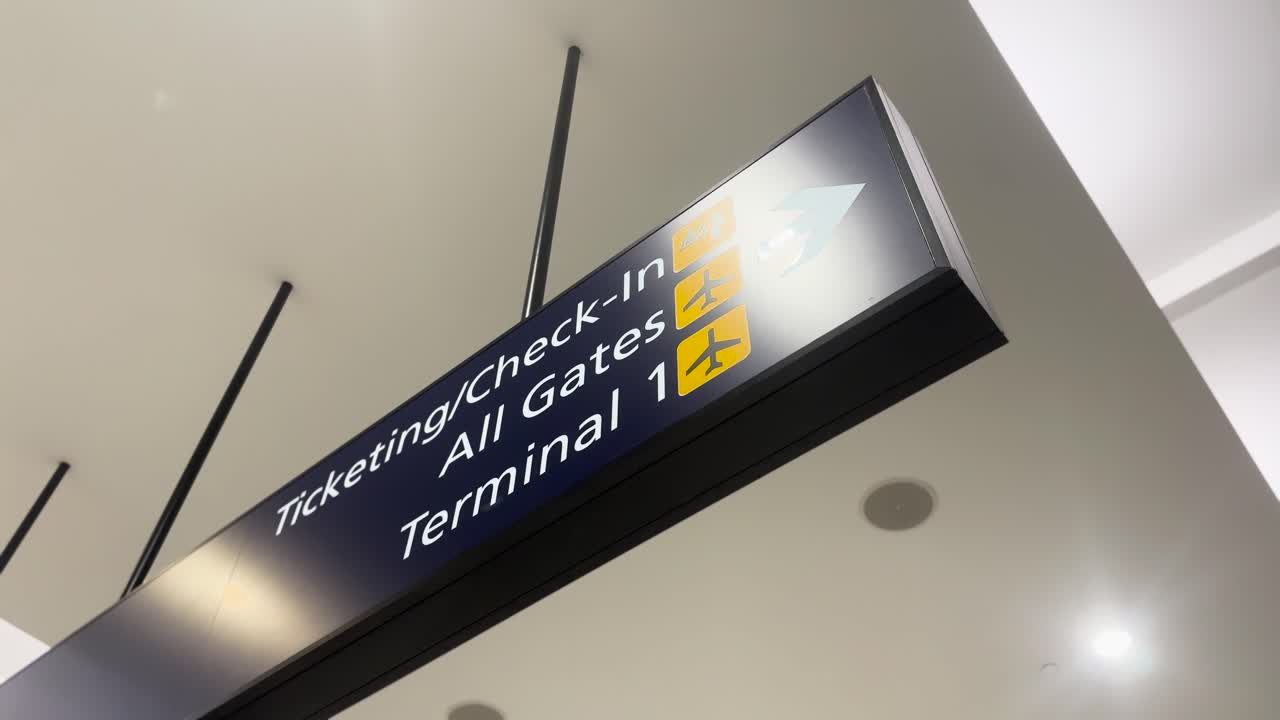 Ticketing/Check-In
All Gates
Terminal 1